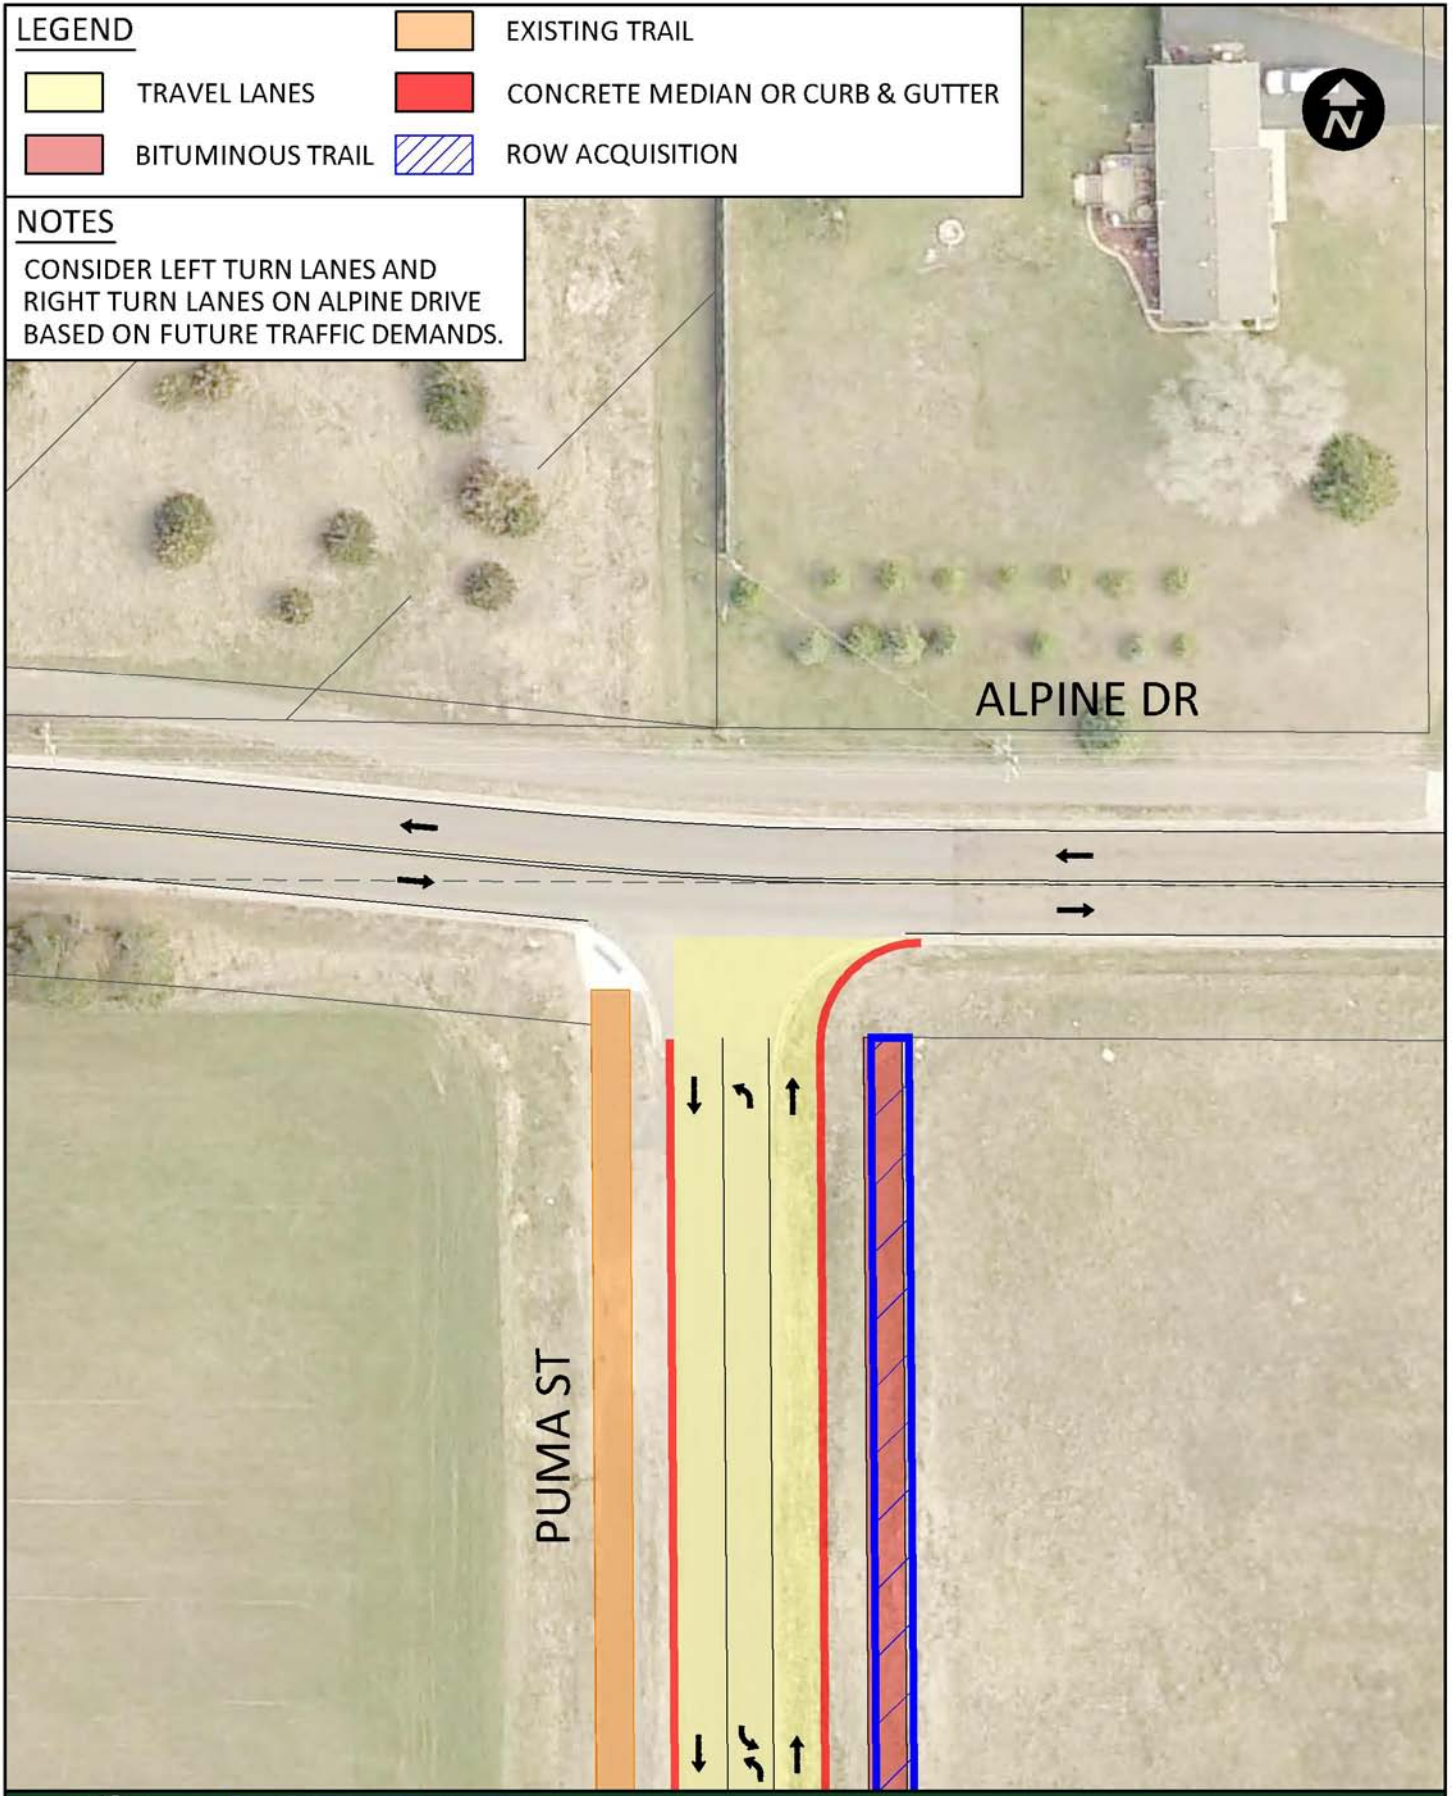 LEGEND
TRAVEL LANES
BITUMINOUS TRAIL
EXISTING TRAIL
CONCRETE MEDIAN OR CURB & GUTTER
ROW ACQUISITION
N
NOTES
CONSIDER LEFT TURN LANES AND
RIGHT TURN LANES ON ALPINE DRIVE
BASED ON FUTURE TRAFFIC DEMANDS.
ALPINE DR
PUMA ST